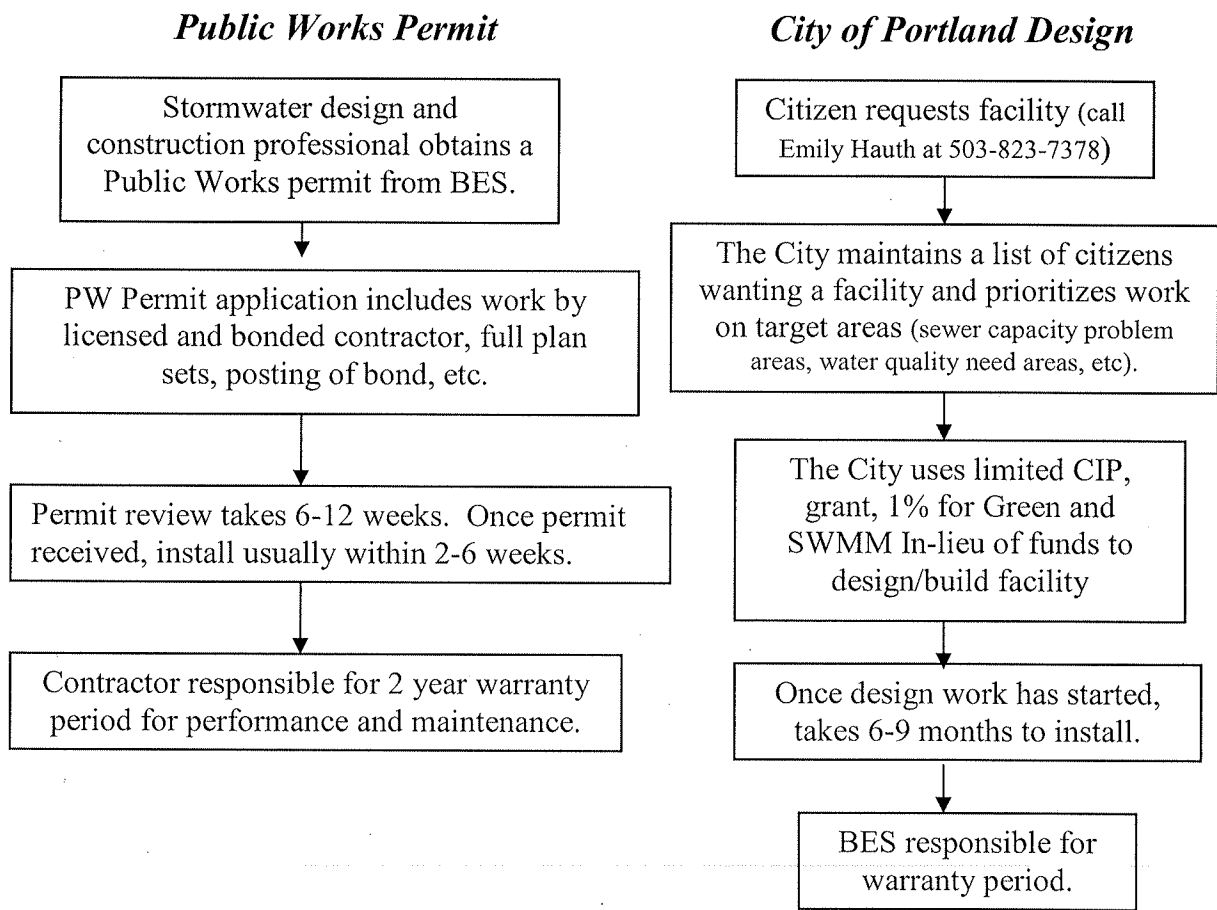 Public Works Permit
Stormwater design and
construction professional obtains a
Public Works permit from BES.
PW Permit application includes work by
licensed and bonded contractor, full plan
sets, posting of bond, etc.
Permit review takes 6-12 weeks.  Once permit
received, install usually within 2-6 weeks.
Contractor responsible for 2 year warranty
period for performance and maintenance.
City of Portland Design
Citizen requests facility (call
Emily Hauth at 503-823-7378)
The City maintains a list of citizens
wanting a facility and prioritizes work
on target areas (sewer capacity problem
areas, water quality need areas, etc).
The City uses limited CIP,
grant, 1% for Green and
SWMM In-lieu of funds to
design/build facility
Once design work has started,
takes 6-9 months to install.
BES responsible for
warranty period.